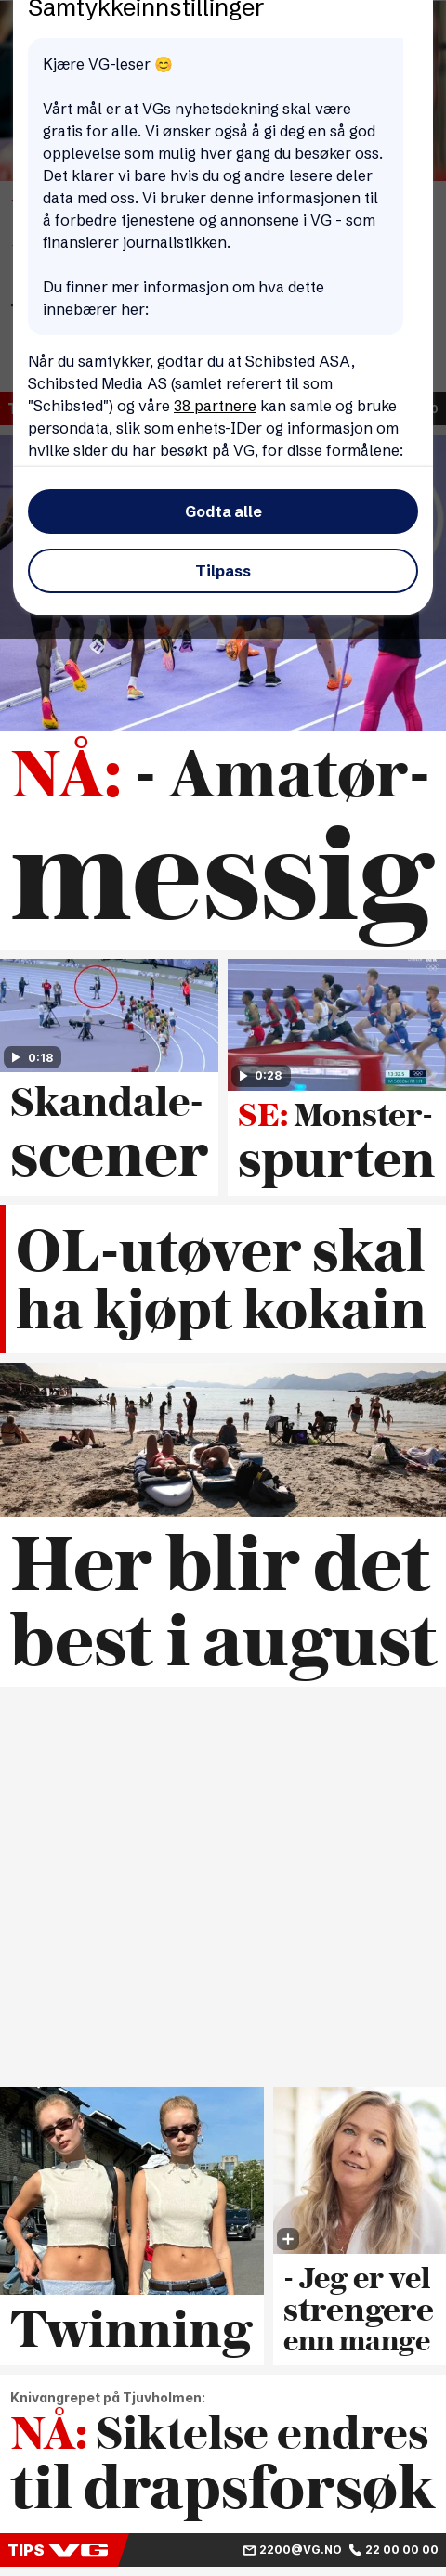 Samtykkeinnstillinger
Kjære VG-leser 😊
Vårt mål er at VGs nyhetsdekning skal være
gratis for alle. Vi ønsker også å gi deg en så god
opplevelse som mulig hver gang du besøker oss.
Det klarer vi bare hvis du og andre lesere deler
data med oss. Vi bruker denne informasjonen til
å forbedre tjenestene og annonsene i VG - som
finansierer journalistikken.
Du finner mer informasjon om hva dette
innebærer her:
Når du samtykker, godtar du at Schibsted ASA,
Schibsted Media AS (samlet referert til som
"Schibsted") og våre 38 partnere kan samle og bruke
persondata, slik som enhets-IDer og informasjon om
hvilke sider du har besøkt på VG, for disse formålene:
Godta alle
Tilpass
NÅ: - Amatør-
messig
0:18
Skandale-
scener
0:28
SE: Monster-
spurten
OL-utøver skal
ha kjøpt kokain
Her blir det
best i august
Twinning
- Jeg er vel
strengere
enn mange
Knivangrepet på Tjuvholmen:
NÅ: Siktelse endres
til drapsforsøk
TIPS VG 2200@VG.NO 22 00 00 00